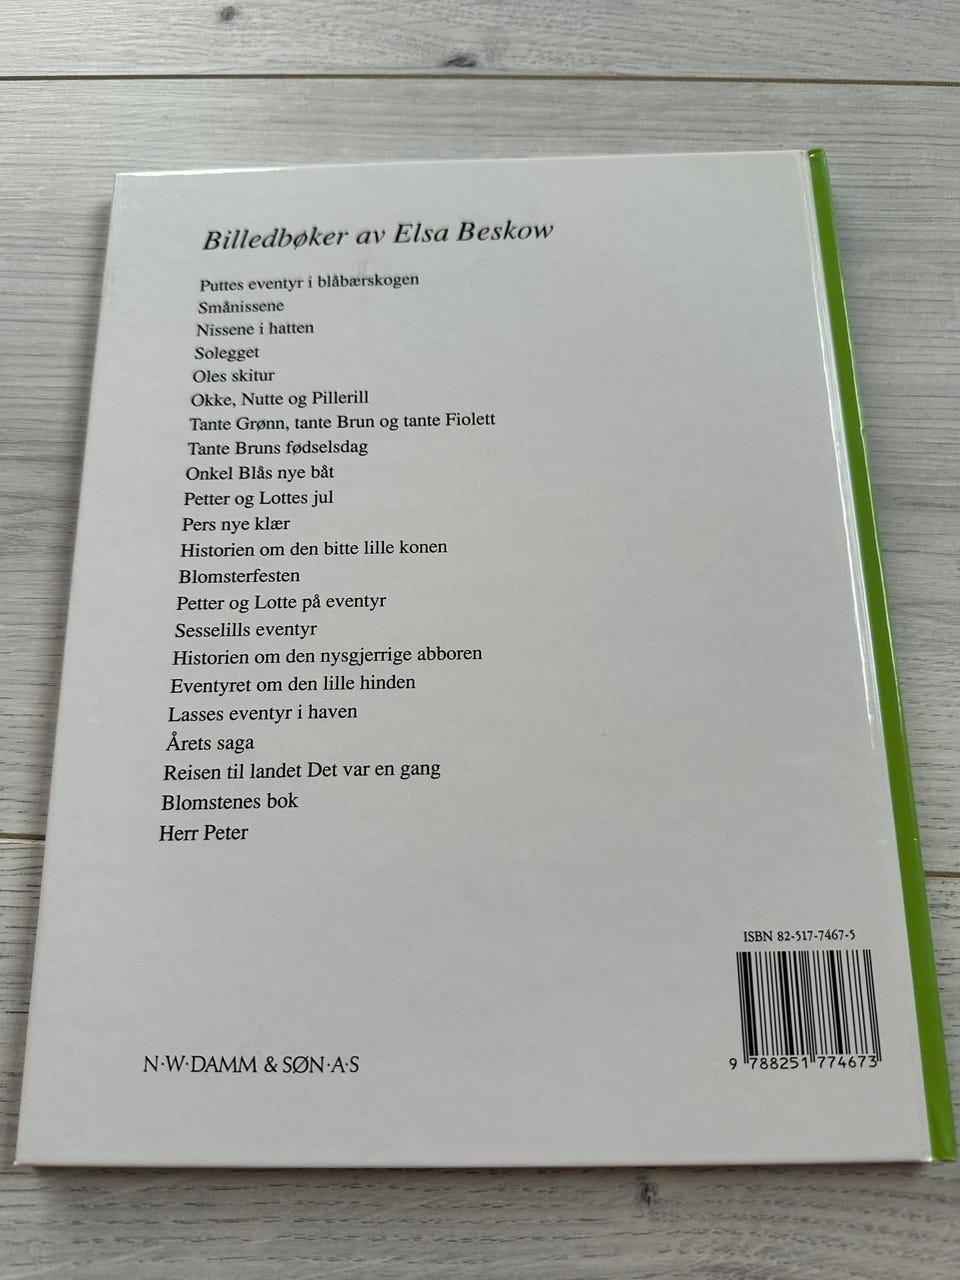 Billedbøker av Elsa Beskow
Puttes eventyr i blåbærskogen
Smånissene
Nissene i hatten
Solegget
Oles skitur
Okke, Nutte og Pillerill
Tante Grønn, tante Brun og tante Fiolett
Tante Bruns fødselsdag
Onkel Blås nye båt
Petter og Lottes jul
Pers nye klær
Historien om den bitte lille konen
Blomsterfesten
Petter og Lotte på eventyr
Sesselills eventyr
Historien om den nysgjerrige abboren
Eventyret om den lille hinden
Lasses eventyr i haven
Årets saga
Reisen til landet Det var en gang
Blomstenes bok
Herr Peter
ISBN 82-517-7467-5
9 788251 774673
N·W·DAMM & SØN·A·S